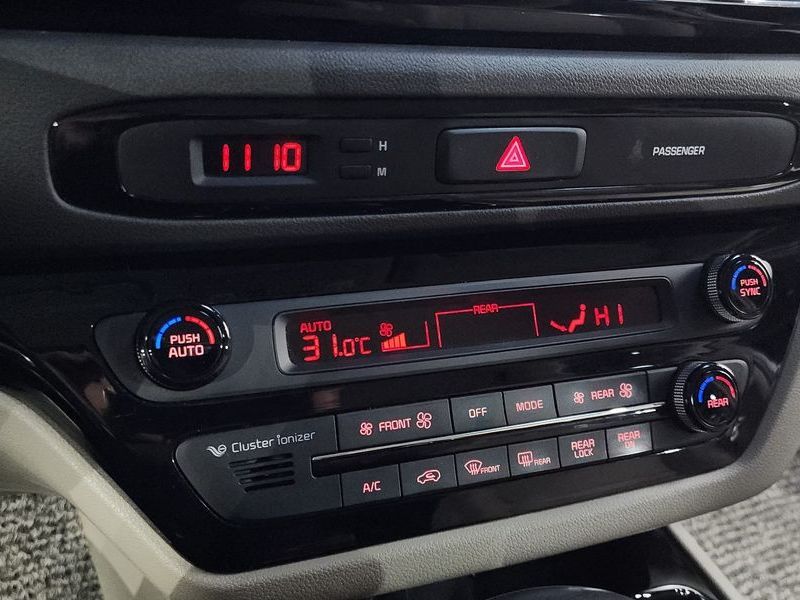 11 10
H
M
PASSENGER
PUSH
AUTO
AUTO
31.0°C
REAR
HI
PUSH
SYNC
FRONT
OFF
MODE
REAR
REAR
Cluster ionizer
A/C
FRONT
REAR
REAR
LOCK
REAR
ON